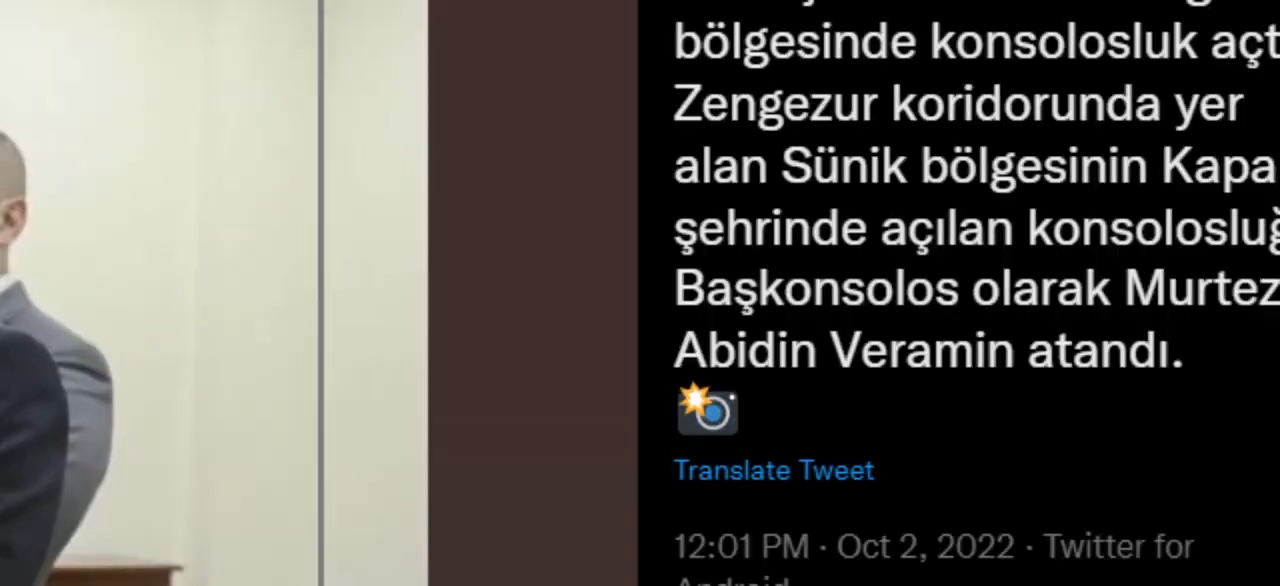 bölgesinde konsolosluk açt
Zengezur koridorunda yer
alan Sünik bölgesinin Kapa
şehrinde açılan konsolosluğ
Başkonsolos olarak Murtez
Abidin Veramin atandı.
Translate Tweet
12:01 PM · Oct 2, 2022 · Twitter for
Android